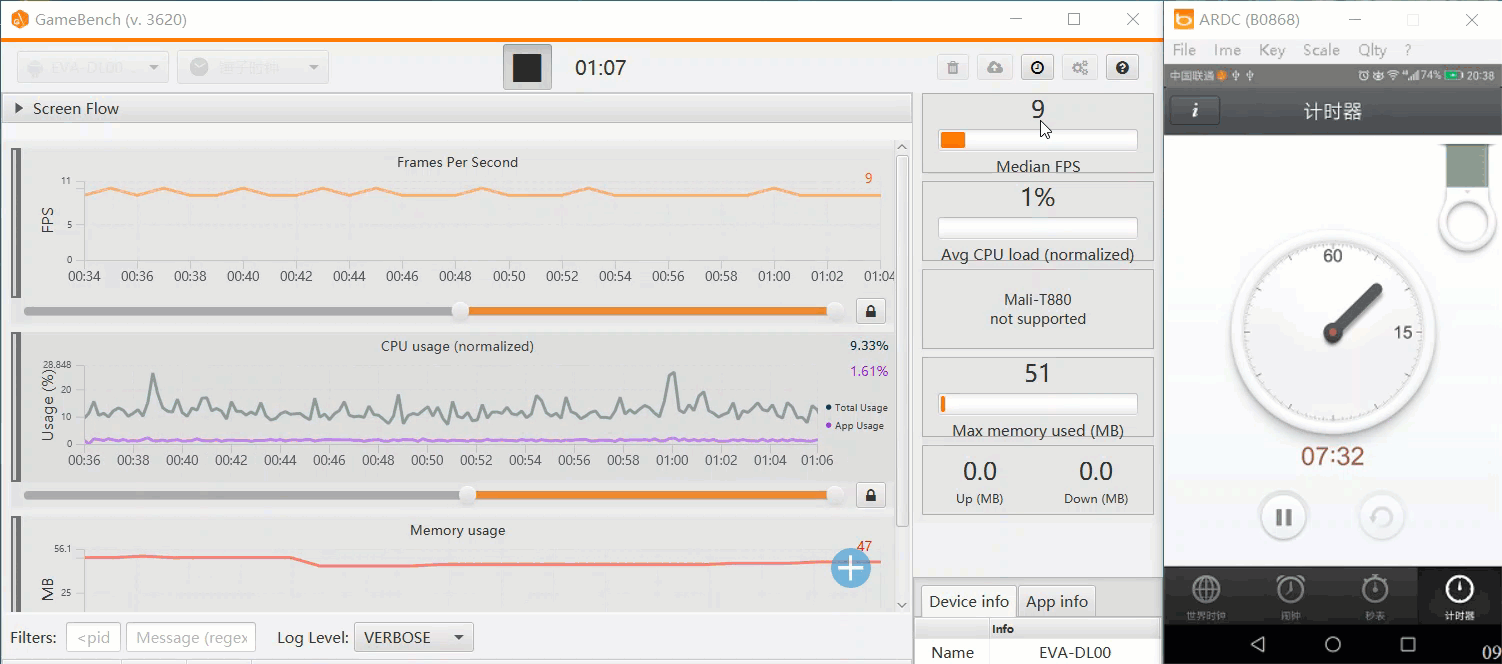 GameBench (v. 3620)
EVA-DL00
锤子时钟
01:07
Screen Flow
Frames Per Second
9
11
5
0
FPS
00:34 00:36 00:38 00:40 00:42 00:44 00:46 00:48 00:50 00:52 00:54 00:56 00:58 01:00 01:02 01:04
CPU usage (normalized)
9.33%
1.61%
28.848
20
10
0
Usage (%)
Total Usage
App Usage
00:36 00:38 00:40 00:42 00:44 00:46 00:48 00:50 00:52 00:54 00:56 00:58 01:00 01:02 01:04 01:06
Memory usage
47
56.1
25
MB
Filters: <pid Message (regex Log Level: VERBOSE
9
Median FPS
1%
Avg CPU load (normalized)
Mali-T880
not supported
51
Max memory used (MB)
0.0 0.0
Up (MB) Down (MB)
Device info App info
Info
Name EVA-DL00
ARDC (B0868)
File Ime Key Scale Qlty ?
中国联通 74% 20:38
i 计时器
60
15
07:32
世界时钟 闹钟 秒表 计时器
09